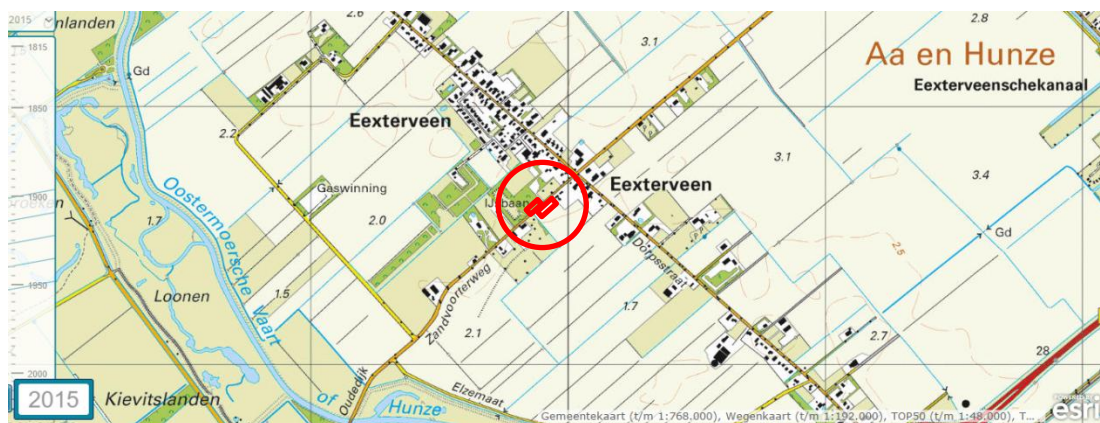 2015
nlanden
2.6
3.1
2.8
1815
Aa en Hunze
Gd
Eexterveenschekanaal
1850
Eexterveen
2.2
3.1
3.4
Gaswinning
Eexterveen
IJsbaan
1900
1.7
2.0
Gd
Oostermoersche Vaart
Dorpsstraat
2.5
1950
Loonen
1.5
Zandvoorterweg
1.7
2.1
2.7
28
2000
2015
Kievitslanden
of
Hunze
Oudedijk
Elzemaat
Gemeentekaart (t/m 1:768.000), Wegenkaart (t/m 1:192.000), TOP50 (t/m 1:48.000), T...
esri